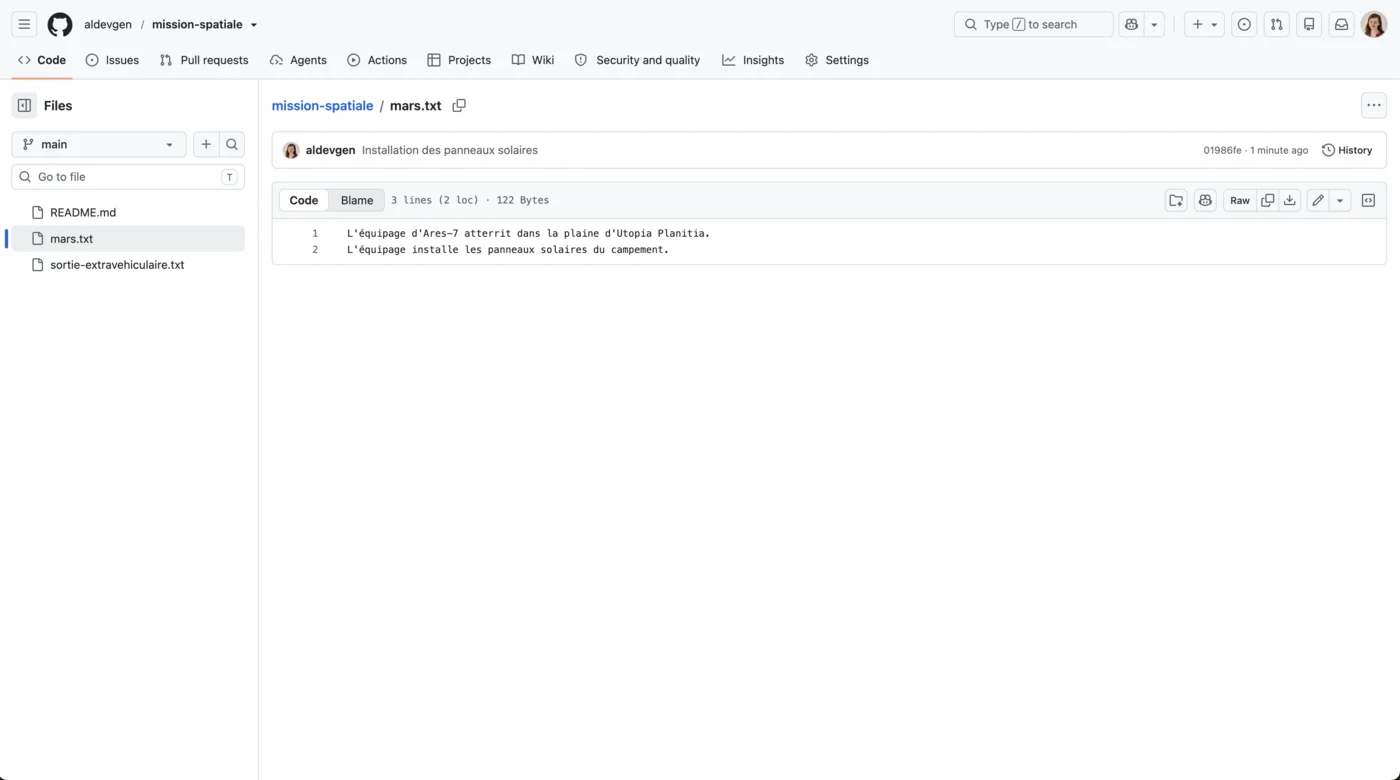 aldevgen / mission-spatiale
Type / to search
Code
Issues
Pull requests
Agents
Actions
Projects
Wiki
Security and quality
Insights
Settings
Files
main
Go to file
T
README.md
mars.txt
sortie-extravehiculaire.txt
mission-spatiale / mars.txt
aldevgen Installation des panneaux solaires
01986fe · 1 minute ago
History
Code
Blame
3 lines (2 loc) · 122 Bytes
Raw
1 L'équipage d'Ares-7 atterrit dans la plaine d'Utopia Planitia.
2 L'équipage installe les panneaux solaires du campement.